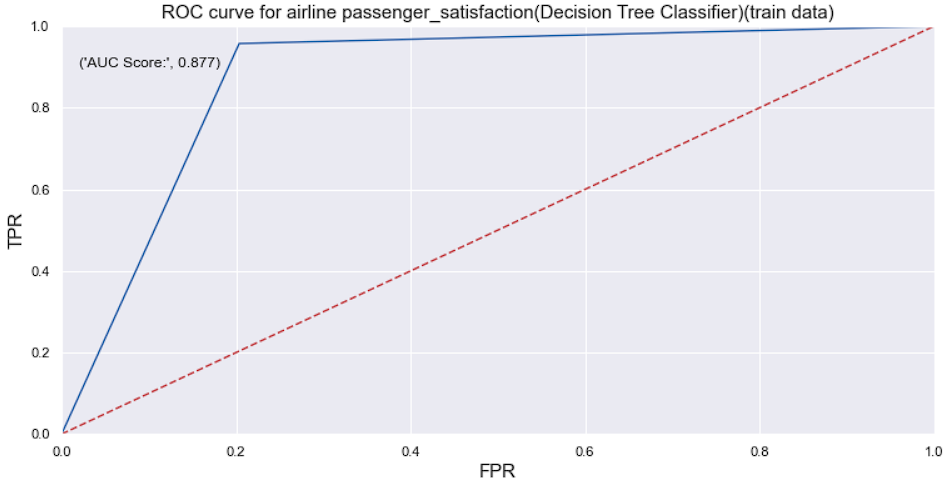 ROC curve for airline passenger_satisfaction(Decision Tree Classifier)(train data)
1.0
('AUC Score:', 0.877)
0.8
0.6
TPR
0.4
0.2
0.0
0.0 0.2 0.4 0.6 0.8 1.0
FPR